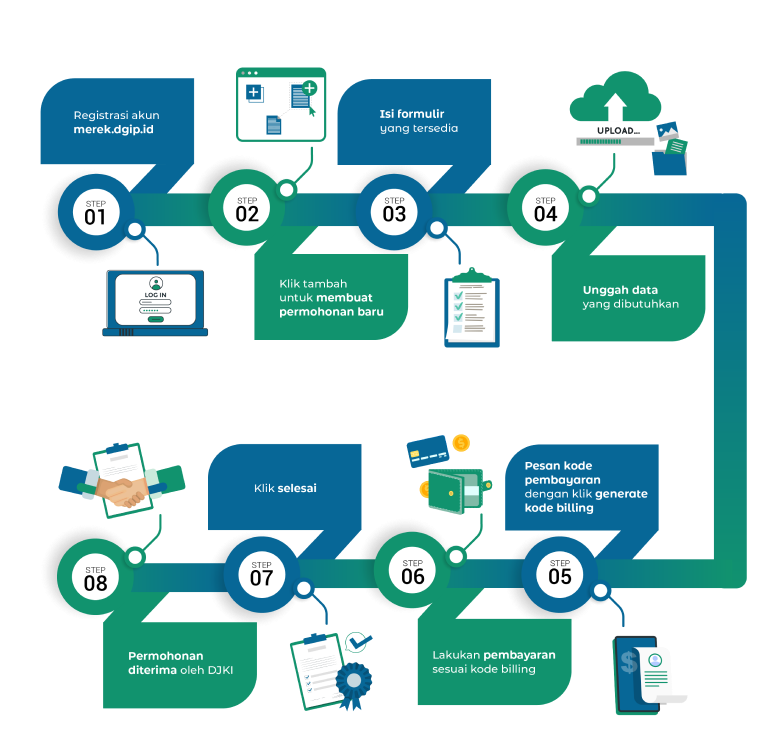 Registrasi akun
merek.dgip.id
STEP
01
LOG IN
STEP
02
Klik tambah
untuk membuat
permohonan baru
Isi formulir
yang tersedia
STEP
03
UPLOAD...
STEP
04
Unggah data
yang dibutuhkan
Pesan kode
pembayaran
dengan klik generate
kode billing
STEP
05
$
STEP
06
Lakukan pembayaran
sesuai kode billing
Klik selesai
STEP
07
STEP
08
Permohonan
diterima oleh DJKI